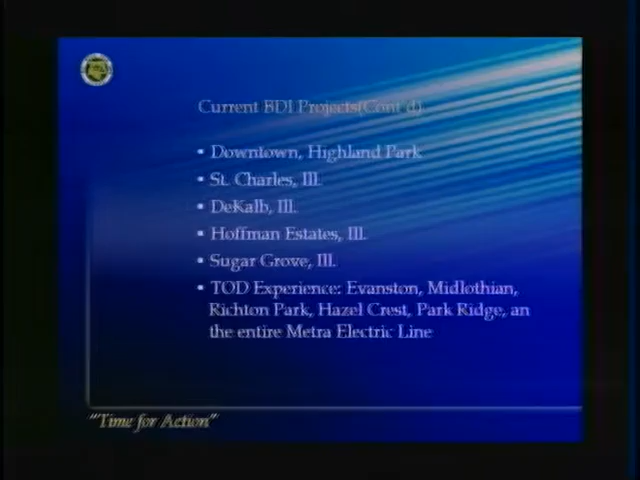 Current BDI Projects(Cont'd)
• Downtown, Highland Park
• St. Charles, Ill.
• DeKalb, Ill.
• Hoffman Estates, Ill.
• Sugar Grove, Ill.
• TOD Experience: Evanston, Midlothian,
Richton Park, Hazel Crest, Park Ridge, an
the entire Metra Electric Line
"Time for Action"